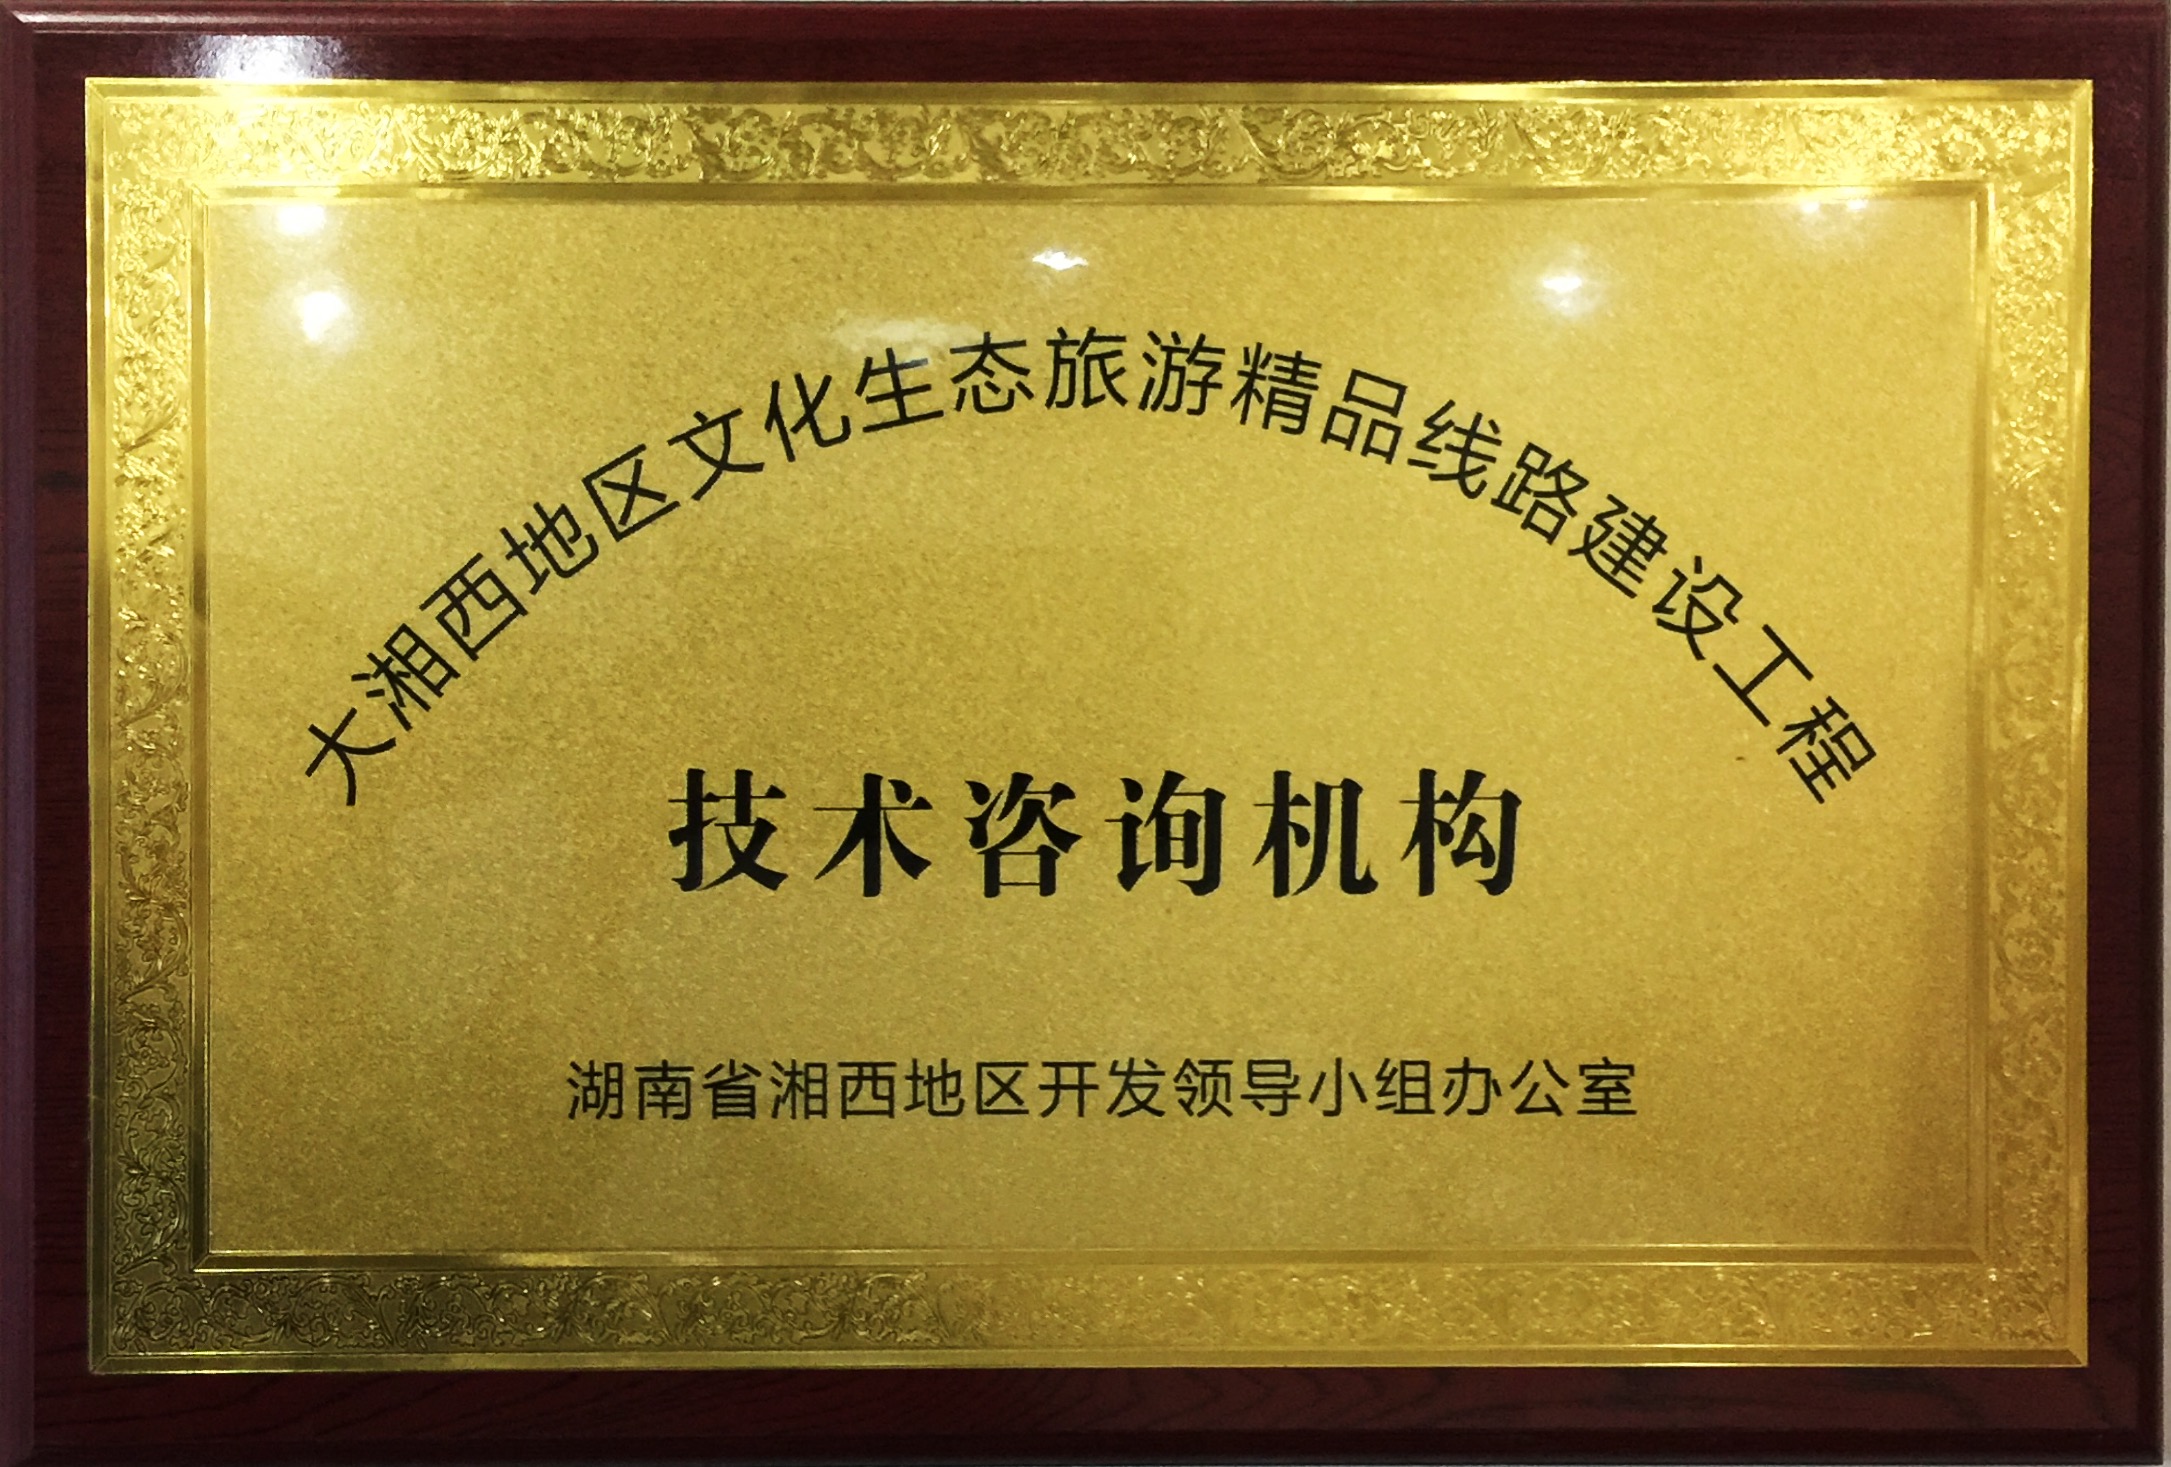 大湘西地区文化生态旅游精品线路建设工程
技术咨询机构
湖南省湘西地区开发领导小组办公室